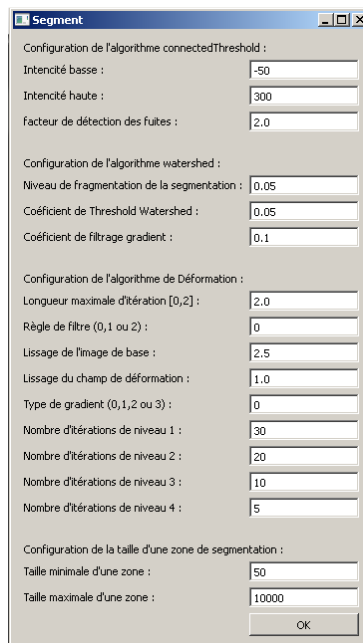 Segment
Configuration de l'algorithme connectedThreshold :
Intencité basse : -50
Intencité haute : 300
facteur de détection des fuites : 2.0
Configuration de l'algorithme watershed :
Niveau de fragmentation de la segmentation : 0.05
Coéficient de Threshold Watershed : 0.05
Coéficient de filtrage gradient : 0.1
Configuration de l'algorithme de Déformation :
Longueur maximale d'itération [0,2] : 2.0
Règle de filtre (0,1 ou 2) : 0
Lissage de l'image de base : 2.5
Lissage du champ de déformation : 1.0
Type de gradient (0,1,2 ou 3) : 0
Nombre d'itérations de niveau 1 : 30
Nombre d'itérations de niveau 2 : 20
Nombre d'itérations de niveau 3 : 10
Nombre d'itérations de niveau 4 : 5
Configuration de la taille d'une zone de segmentation :
Taille minimale d'une zone : 50
Taille maximale d'une zone : 10000
OK